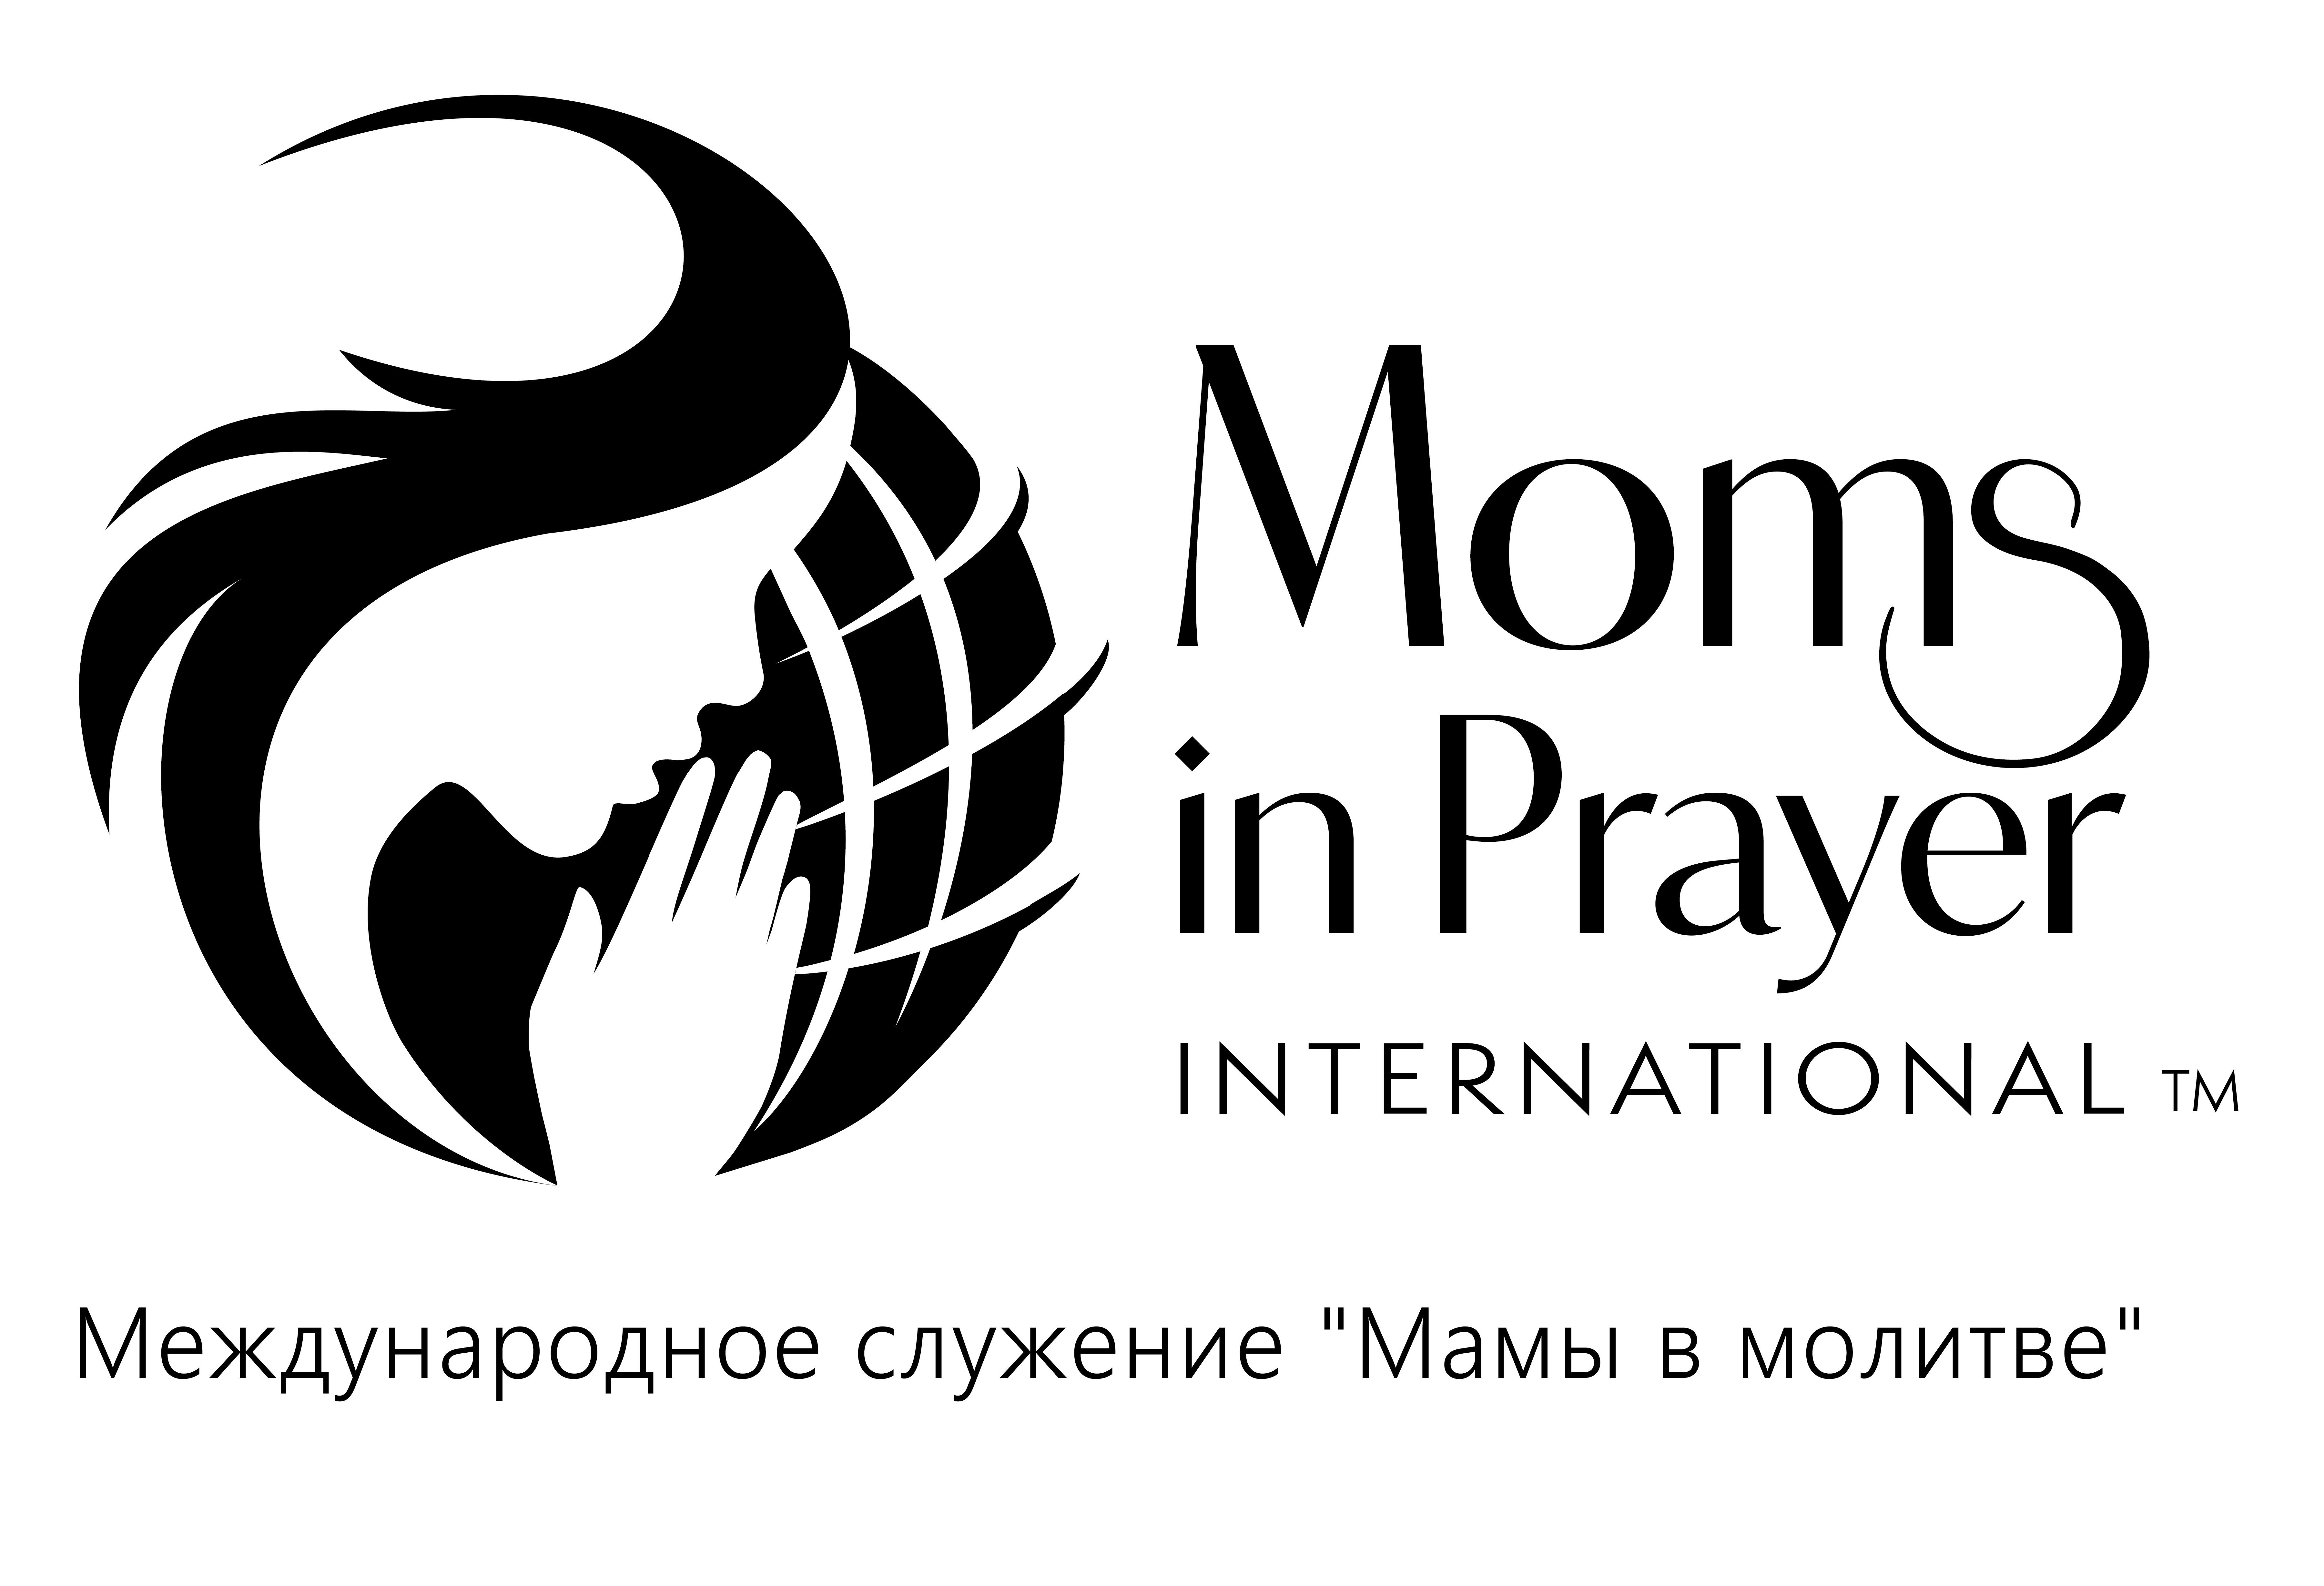 Moms
in Prayer
INTERNATIONAL ™
Международное служение "Мамы в молитве"